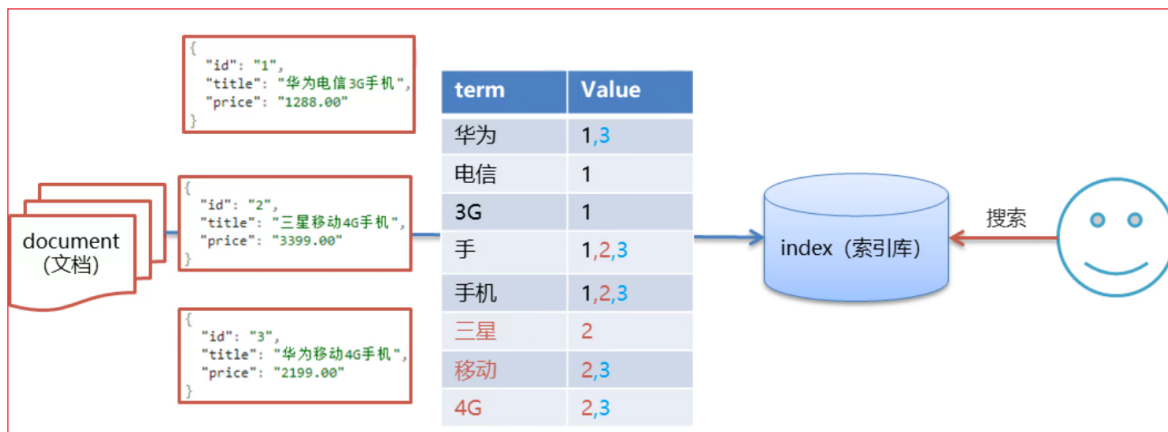 {
"id": "1",
"title": "华为电信3G手机",
"price": "1288.00"
}
document
(文档)
{
"id": "2",
"title": "三星移动4G手机",
"price": "3399.00"
}
{
"id": "3",
"title": "华为移动4G手机",
"price": "2199.00"
}
term Value
华为 1,3
电信 1
3G 1
手 1,2,3
手机 1,2,3
三星 2
移动 2,3
4G 2,3
index（索引库）
搜索